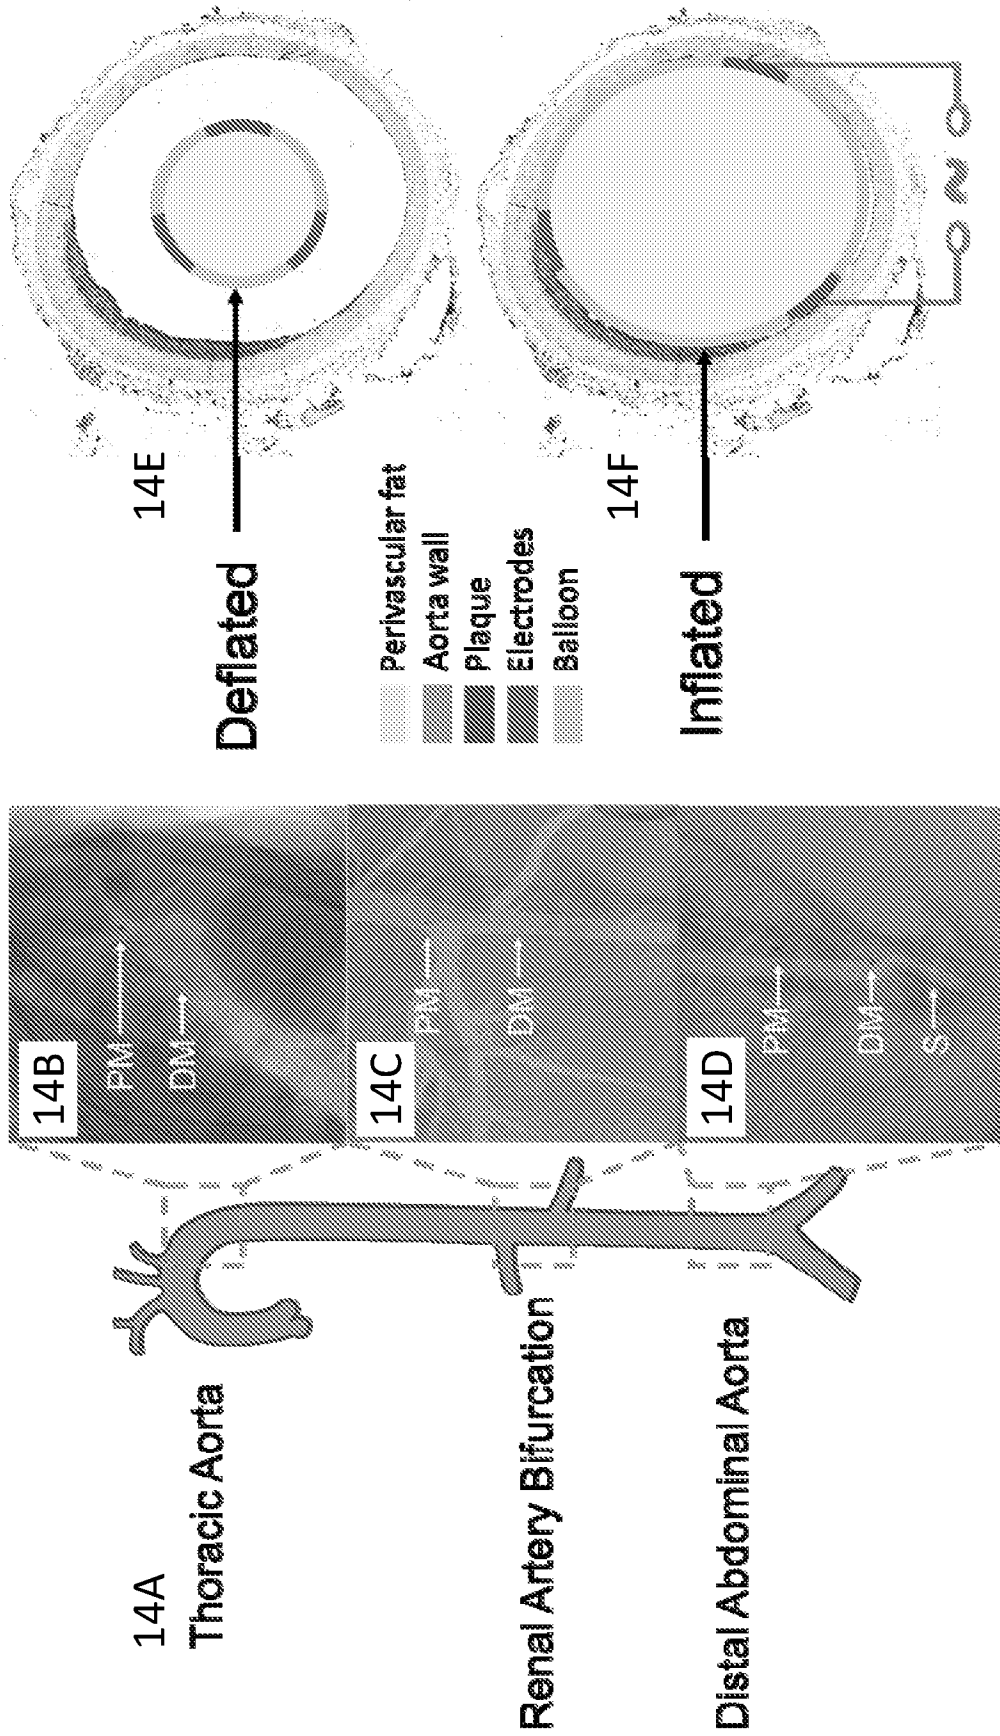 14A
Thoracic Aorta
Renal Artery Bifurcation
Distal Abdominal Aorta
14B
PM
DM
14C
PM
DM
14D
PM
DM
S
14E
Deflated
Perivascular fat
Aorta wall
Plaque
Electrodes
Balloon
14F
Inflated